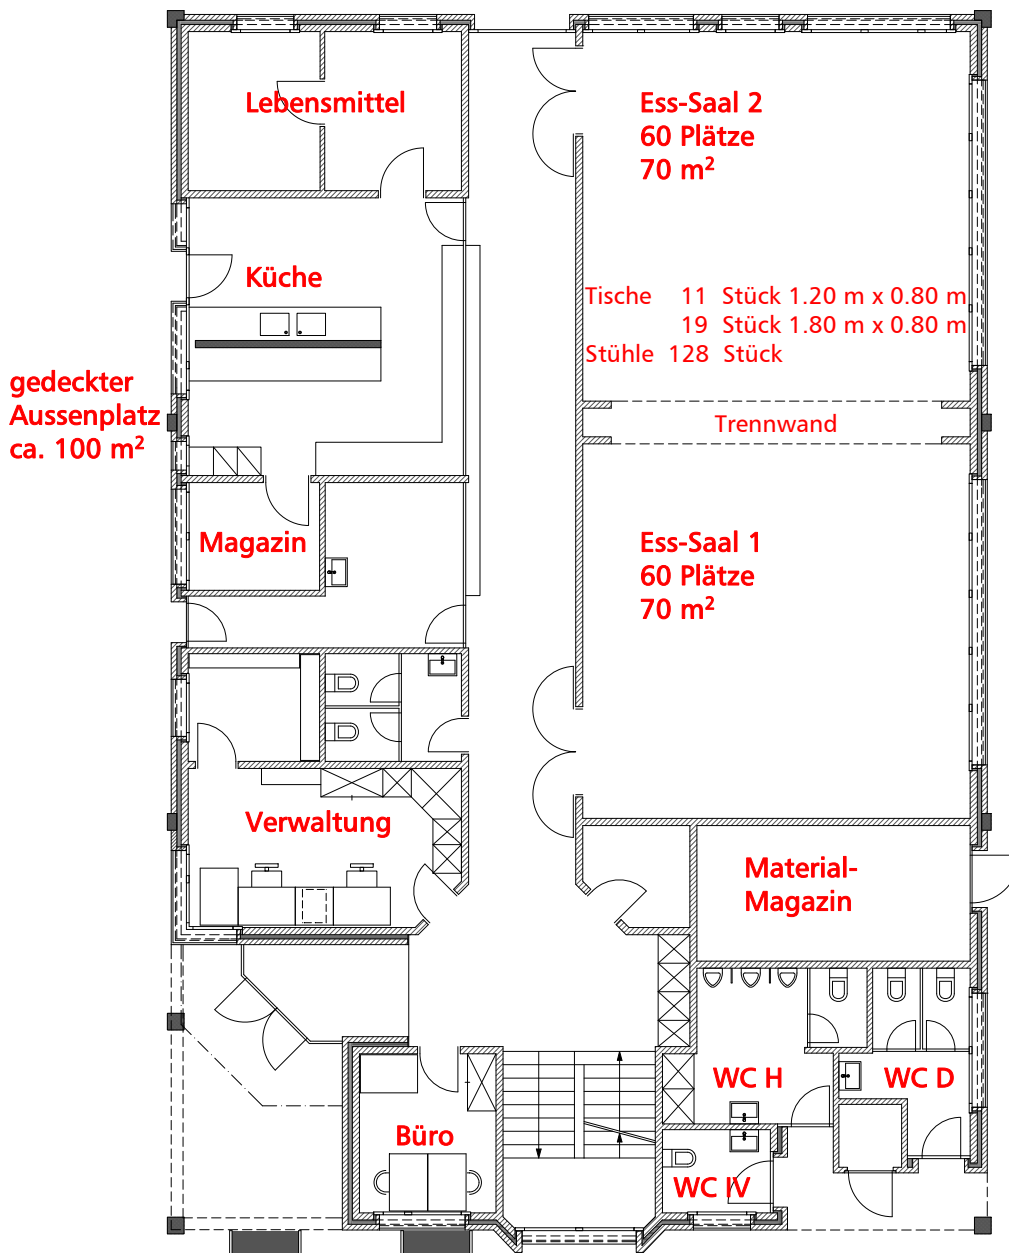 Lebensmittel
Ess-Saal 2
60 Plätze
70 m²
Küche
Tische 11 Stück 1.20 m x 0.80 m
19 Stück 1.80 m x 0.80 m
Stühle 128 Stück
gedeckter
Aussenplatz
ca. 100 m²
Trennwand
Magazin
Ess-Saal 1
60 Plätze
70 m²
Verwaltung
Material-
Magazin
WC H
WC D
Büro
WC IV